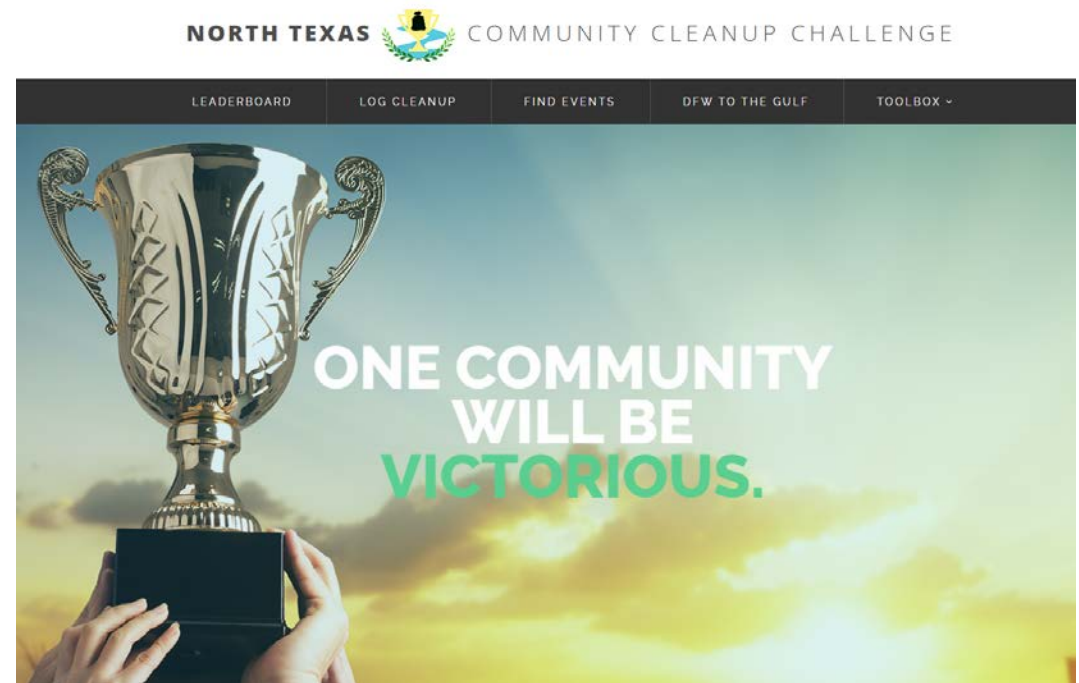 NORTH TEXAS COMMUNITY CLEANUP CHALLENGE
LEADERBOARD LOG CLEANUP FIND EVENTS DFW TO THE GULF TOOLBOX
ONE COMMUNITY
WILL BE
VICTORIOUS.